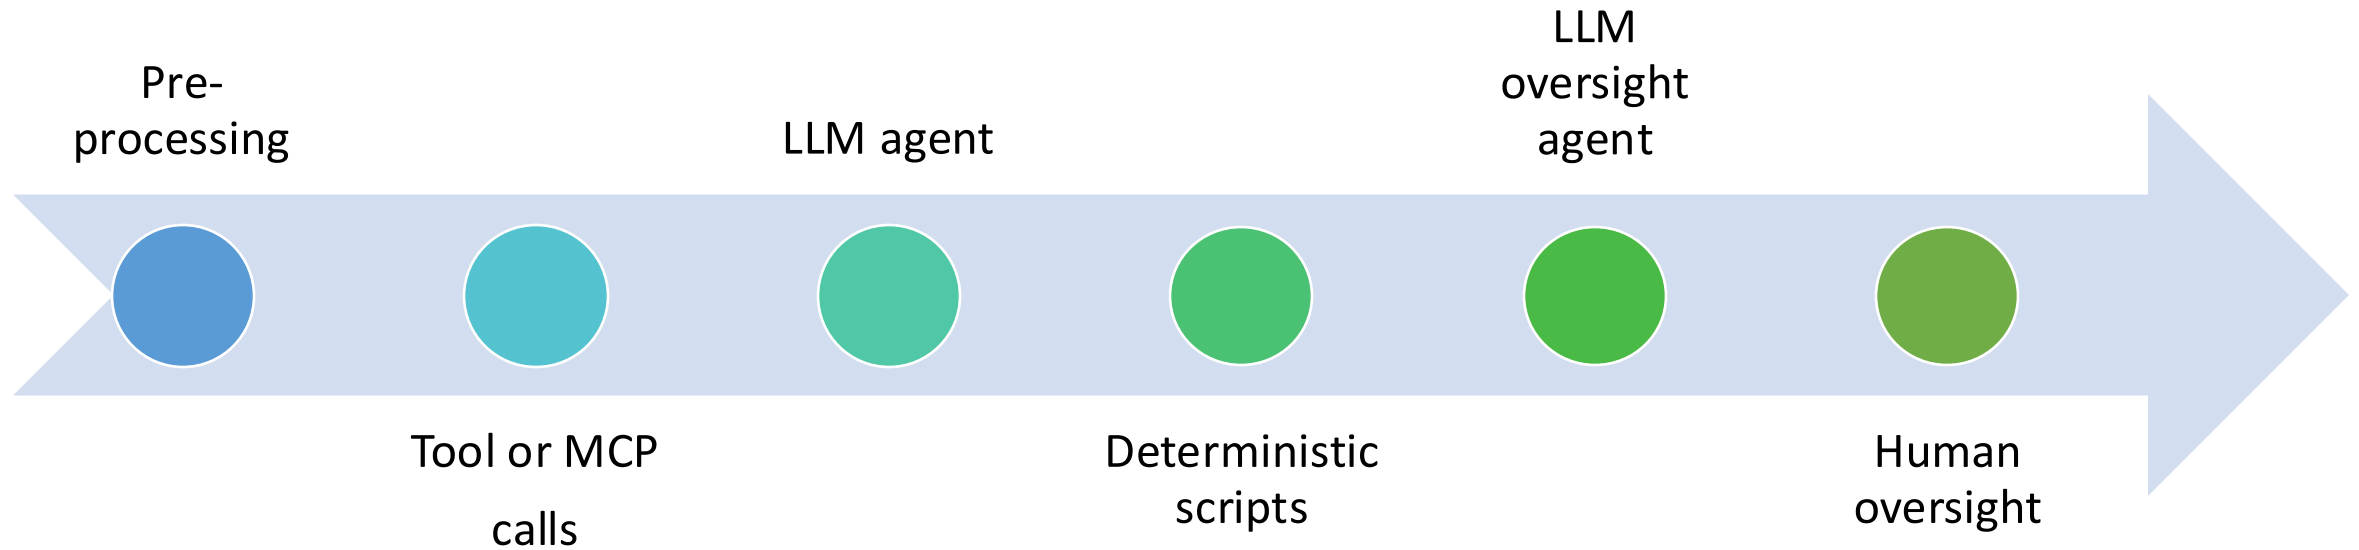 Pre-
processing
Tool or MCP
calls
LLM agent
Deterministic
scripts
LLM
oversight
agent
Human
oversight